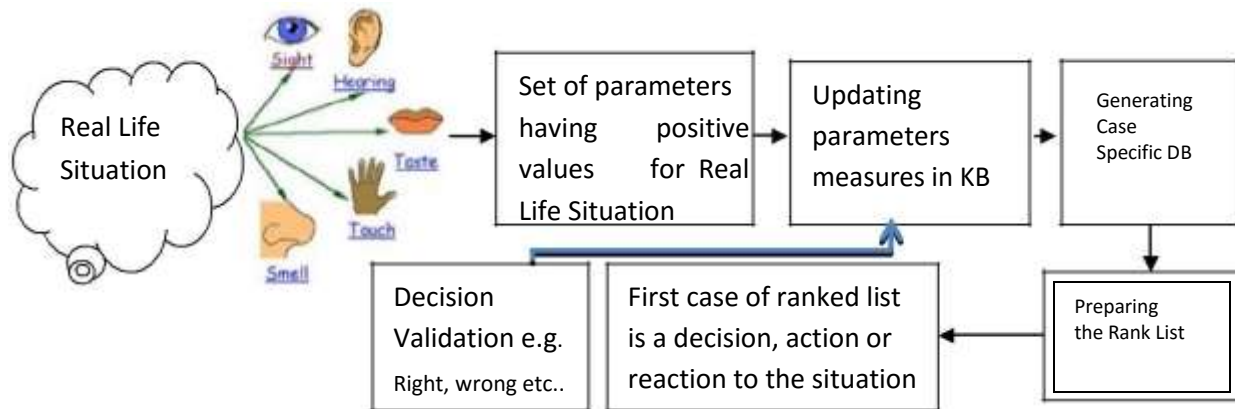 Real Life
Situation
Sight
Hearing
Taste
Touch
Smell
Set of parameters
having positive
values for Real
Life Situation
Updating
parameters
measures in KB
Generating
Case
Specific DB
Preparing
the Rank List
First case of ranked list
is a decision, action or
reaction to the situation
Decision
Validation e.g.
Right, wrong etc..